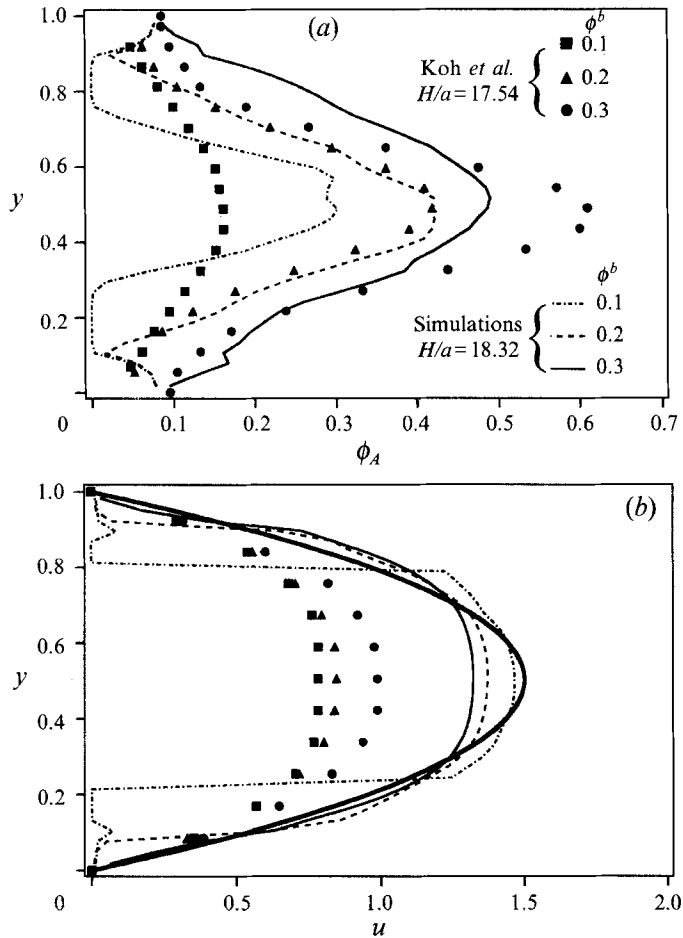 (a)
1.0
0.8
0.6
0.4
0.2
0
y
0.1 0.2 0.3 0.4 0.5 0.6 0.7
ϕ_A
ϕ^b
Koh et al.
H/a = 17.54
0.1
0.2
0.3
ϕ^b
Simulations
H/a = 18.32
0.1
0.2
0.3
(b)
1.0
0.8
0.6
0.4
0.2
0
y
0.5 1.0 1.5 2.0
u